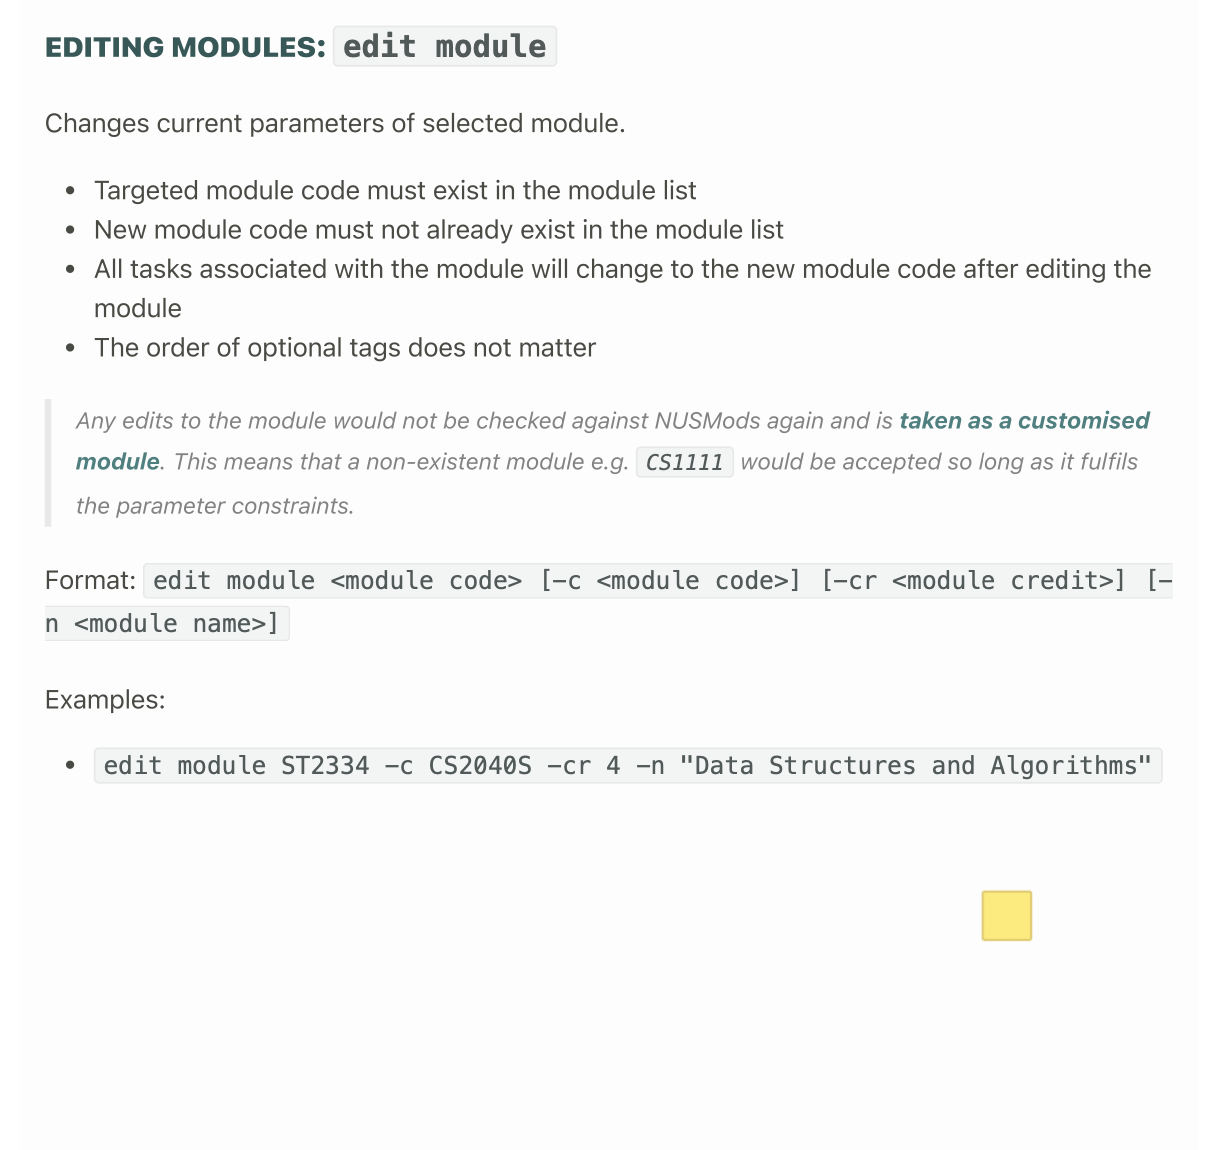 EDITING MODULES: edit module
Changes current parameters of selected module.
• Targeted module code must exist in the module list
• New module code must not already exist in the module list
• All tasks associated with the module will change to the new module code after editing the
module
• The order of optional tags does not matter
Any edits to the module would not be checked against NUSMods again and is taken as a customised
module. This means that a non-existent module e.g. CS1111 would be accepted so long as it fulfils
the parameter constraints.
Format: edit module <module code> [-c <module code>] [-cr <module credit>] [-
n <module name>]
Examples:
• edit module ST2334 -c CS2040S -cr 4 -n "Data Structures and Algorithms"